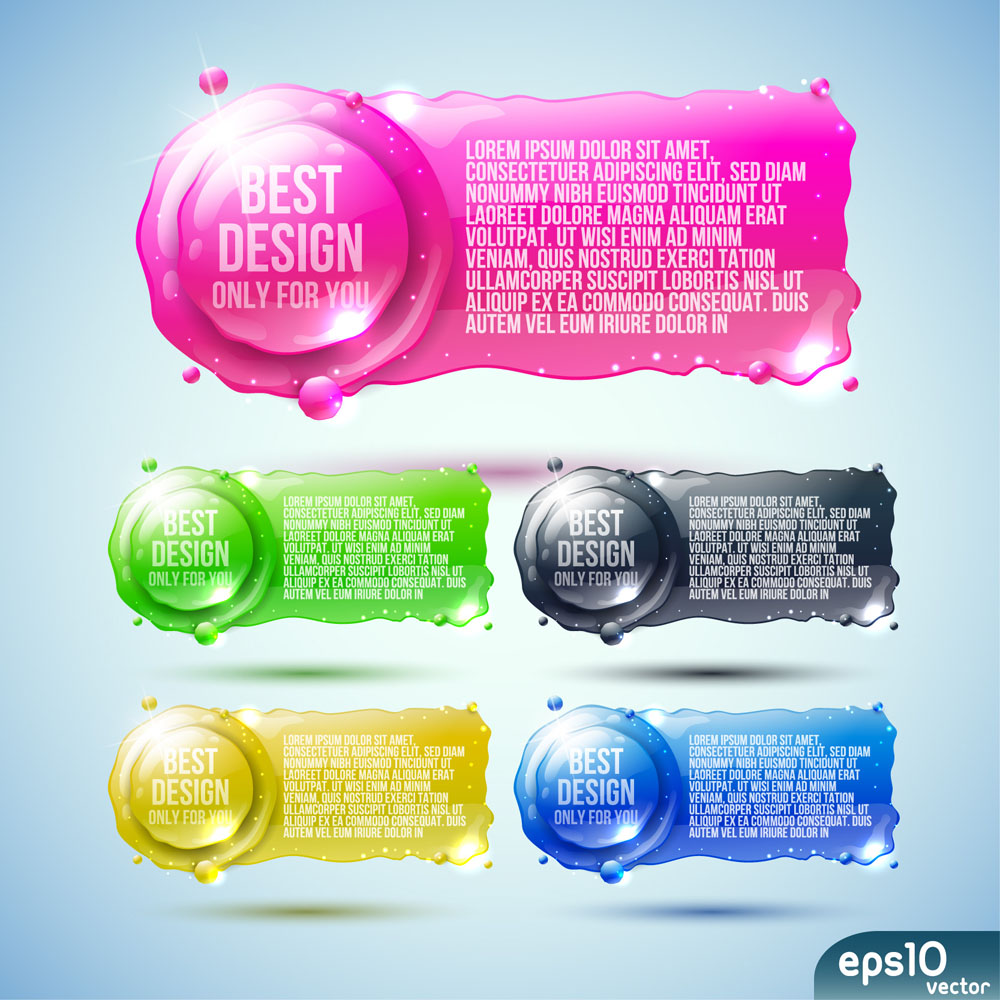 BEST
DESIGN
ONLY FOR YOU
LOREM IPSUM DOLOR SIT AMET,
CONSECTETUER ADIPISCING ELIT, SED DIAM
NONUMMY NIBH EUISMOD TINCIDUNT UT
LAOREET DOLORE MAGNA ALIQUAM ERAT
VOLUTPAT. UT WISI ENIM AD MINIM
VENIAM, QUIS NOSTRUD EXERCI TATION
ULLAMCORPER SUSCIPIT LOBORTIS NISL UT
ALIQUIP EX EA COMMODO CONSEQUAT. DUIS
AUTEM VEL EUM IRIURE DOLOR IN
BEST
DESIGN
ONLY FOR YOU
LOREM IPSUM DOLOR SIT AMET,
CONSECTETUER ADIPISCING ELIT, SED DIAM
NONUMMY NIBH EUISMOD TINCIDUNT UT
LAOREET DOLORE MAGNA ALIQUAM ERAT
VOLUTPAT. UT WISI ENIM AD MINIM
VENIAM, QUIS NOSTRUD EXERCI TATION
ULLAMCORPER SUSCIPIT LOBORTIS NISL UT
ALIQUIP EX EA COMMODO CONSEQUAT. DUIS
AUTEM VEL EUM IRIURE DOLOR IN
BEST
DESIGN
ONLY FOR YOU
LOREM IPSUM DOLOR SIT AMET,
CONSECTETUER ADIPISCING ELIT, SED DIAM
NONUMMY NIBH EUISMOD TINCIDUNT UT
LAOREET DOLORE MAGNA ALIQUAM ERAT
VOLUTPAT. UT WISI ENIM AD MINIM
VENIAM, QUIS NOSTRUD EXERCI TATION
ULLAMCORPER SUSCIPIT LOBORTIS NISL UT
ALIQUIP EX EA COMMODO CONSEQUAT. DUIS
AUTEM VEL EUM IRIURE DOLOR IN
BEST
DESIGN
ONLY FOR YOU
LOREM IPSUM DOLOR SIT AMET,
CONSECTETUER ADIPISCING ELIT, SED DIAM
NONUMMY NIBH EUISMOD TINCIDUNT UT
LAOREET DOLORE MAGNA ALIQUAM ERAT
VOLUTPAT. UT WISI ENIM AD MINIM
VENIAM, QUIS NOSTRUD EXERCI TATION
ULLAMCORPER SUSCIPIT LOBORTIS NISL UT
ALIQUIP EX EA COMMODO CONSEQUAT. DUIS
AUTEM VEL EUM IRIURE DOLOR IN
BEST
DESIGN
ONLY FOR YOU
LOREM IPSUM DOLOR SIT AMET,
CONSECTETUER ADIPISCING ELIT, SED DIAM
NONUMMY NIBH EUISMOD TINCIDUNT UT
LAOREET DOLORE MAGNA ALIQUAM ERAT
VOLUTPAT. UT WISI ENIM AD MINIM
VENIAM, QUIS NOSTRUD EXERCI TATION
ULLAMCORPER SUSCIPIT LOBORTIS NISL UT
ALIQUIP EX EA COMMODO CONSEQUAT. DUIS
AUTEM VEL EUM IRIURE DOLOR IN
eps10
vector